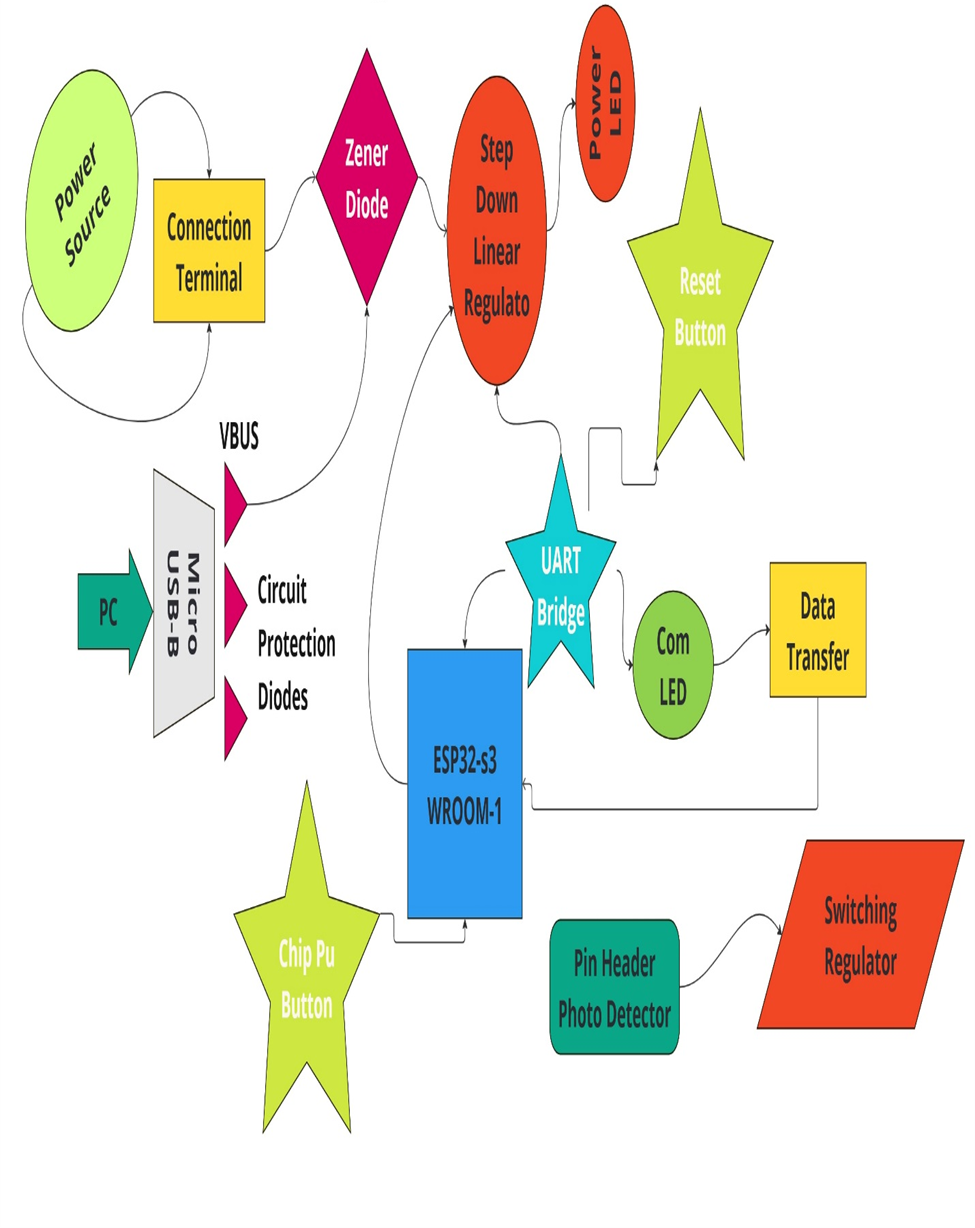 Power
Source
Connection
Terminal
Zener
Diode
Step
Down
Linear
Regulato
Power
LED
Reset
Button
VBUS
PC
Micro
USB-B
Circuit
Protection
Diodes
UART
Bridge
Com
LED
Data
Transfer
ESP32-s3
WROOM-1
Chip Pu
Button
Pin Header
Photo Detector
Switching
Regulator